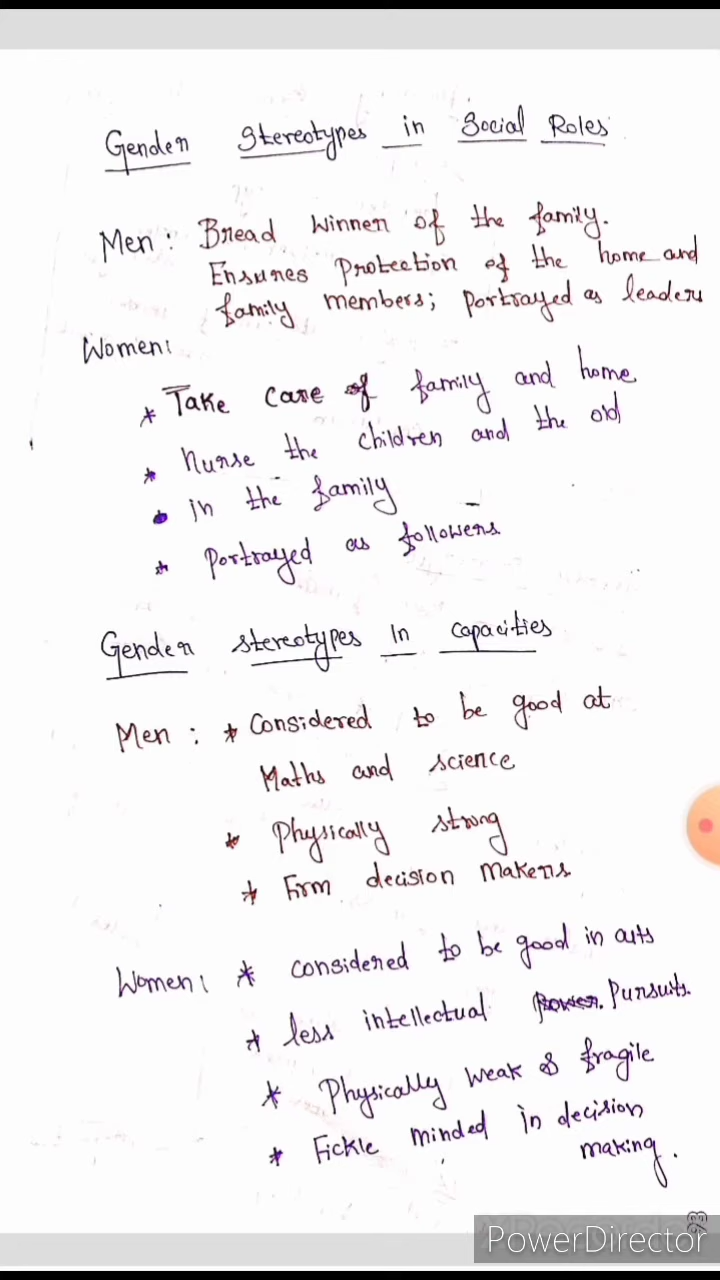 Gender Stereotypes in Social Roles
Men : Bread Winner of the family.
Ensures protection of the home and
family members; portrayed as leaders
Women:
* Take care of family and home
* Nurse the children and the old
• in the family
* portrayed as followers
Gender stereotypes In capacities
Men : * Considered to be good at
Maths and science
* Physically strong
* Firm decision makers
Women: * considered to be good in arts
* less intellectual Pursuits.
* Physically weak & fragile
* Fickle minded in decision
making.
PowerDirector